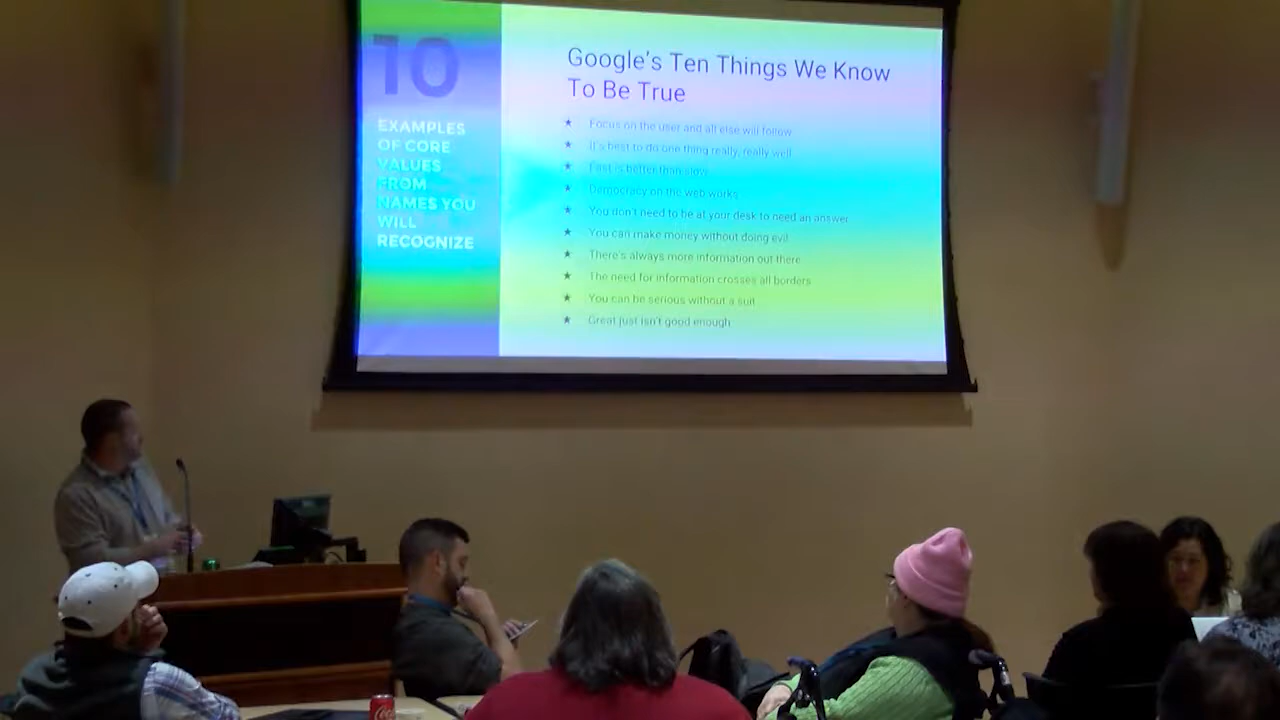 10
EXAMPLES
OF CORE
VALUES
FROM
NAMES YOU
WILL
RECOGNIZE
Google's Ten Things We Know
To Be True
★ Focus on the user and all else will follow
★ It's best to do one thing really, really well
★ Fast is better than slow
★ Democracy on the web works
★ You don't need to be at your desk to need an answer
★ You can make money without doing evil
★ There's always more information out there
★ The need for information crosses all borders
★ You can be serious without a suit
★ Great just isn't good enough